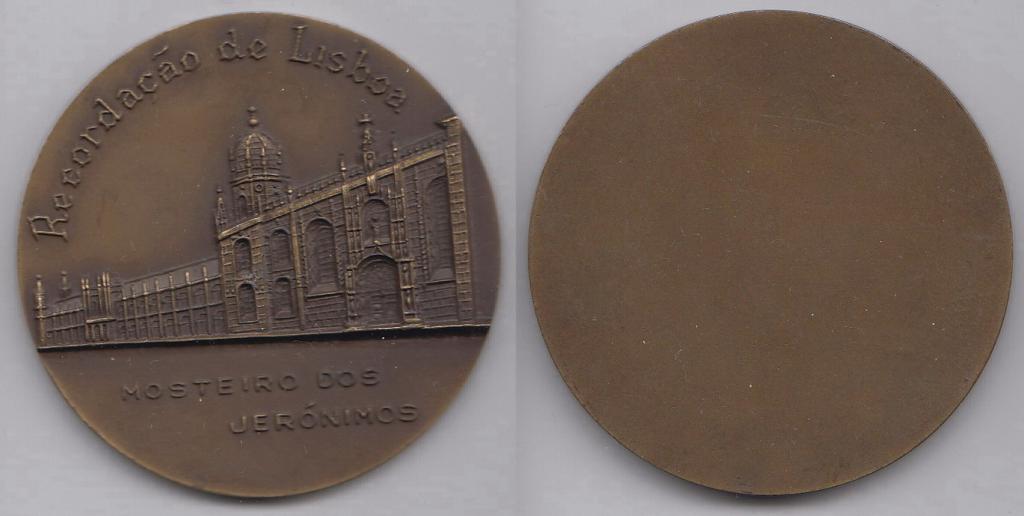 Recordação de Lisboa
MOSTEIRO DOS
JERÓNIMOS